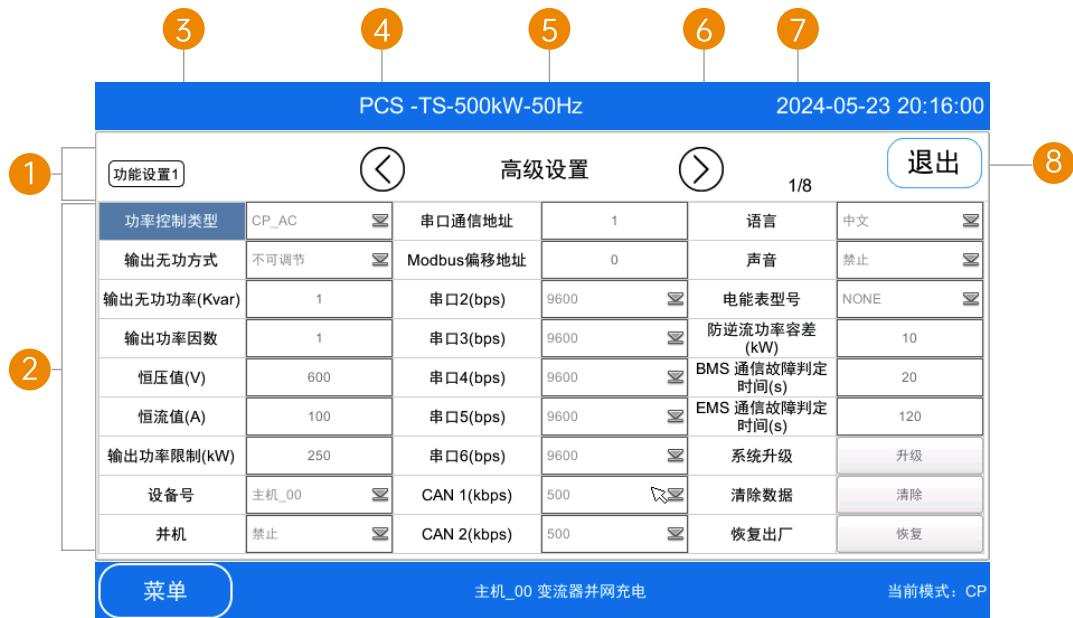 3 4 5 6 7
PCS -TS-500kW-50Hz 2024-05-23 20:16:00
1 功能设置1 高级设置 1/8 退出 8
功率控制类型 CP_AC 串口通信地址 1 语言 中文
输出无功方式 不可调节 Modbus偏移地址 0 声音 禁止
输出无功功率(Kvar) 1 串口2(bps) 9600 电能表型号 NONE
输出功率因数 1 串口3(bps) 9600 防逆流功率容差
(kW) 10
2 恒压值(V) 600 串口4(bps) 9600 BMS 通信故障判定
时间(s) 20
恒流值(A) 100 串口5(bps) 9600 EMS 通信故障判定
时间(s) 120
输出功率限制(kW) 250 串口6(bps) 9600 系统升级 升级
设备号 主机_00 CAN 1(kbps) 500 清除数据 清除
并机 禁止 CAN 2(kbps) 500 恢复出厂 恢复
菜单 主机_00 变流器并网充电 当前模式：CP